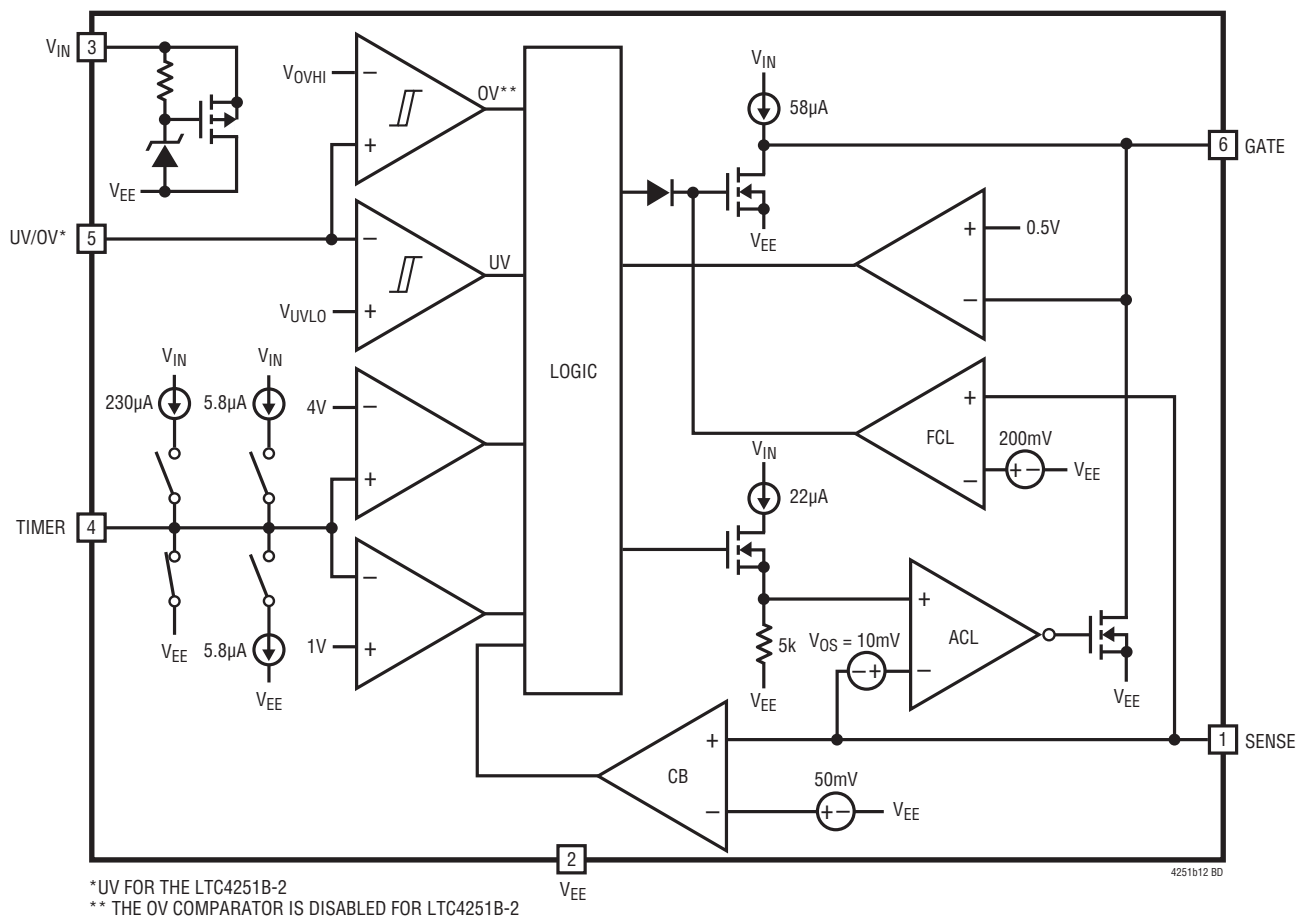 VIN
3
VOVHI
−
+
OV**
VEE
UV/OV*
5
−
UV
VUVLO
+
LOGIC
VIN
58µA
6
GATE
VEE
+
0.5V
−
VIN
VIN
230µA
5.8µA
4V
−
+
TIMER
4
VEE
5.8µA
VEE
−
1V
+
FCL
+
−
200mV
+ −
VEE
VIN
22µA
5k
VEE
VOS = 10mV
− +
+
−
ACL
VEE
1
SENSE
CB
+
−
50mV
+ −
VEE
2
VEE
4251b12 BD
*UV FOR THE LTC4251B-2
** THE OV COMPARATOR IS DISABLED FOR LTC4251B-2